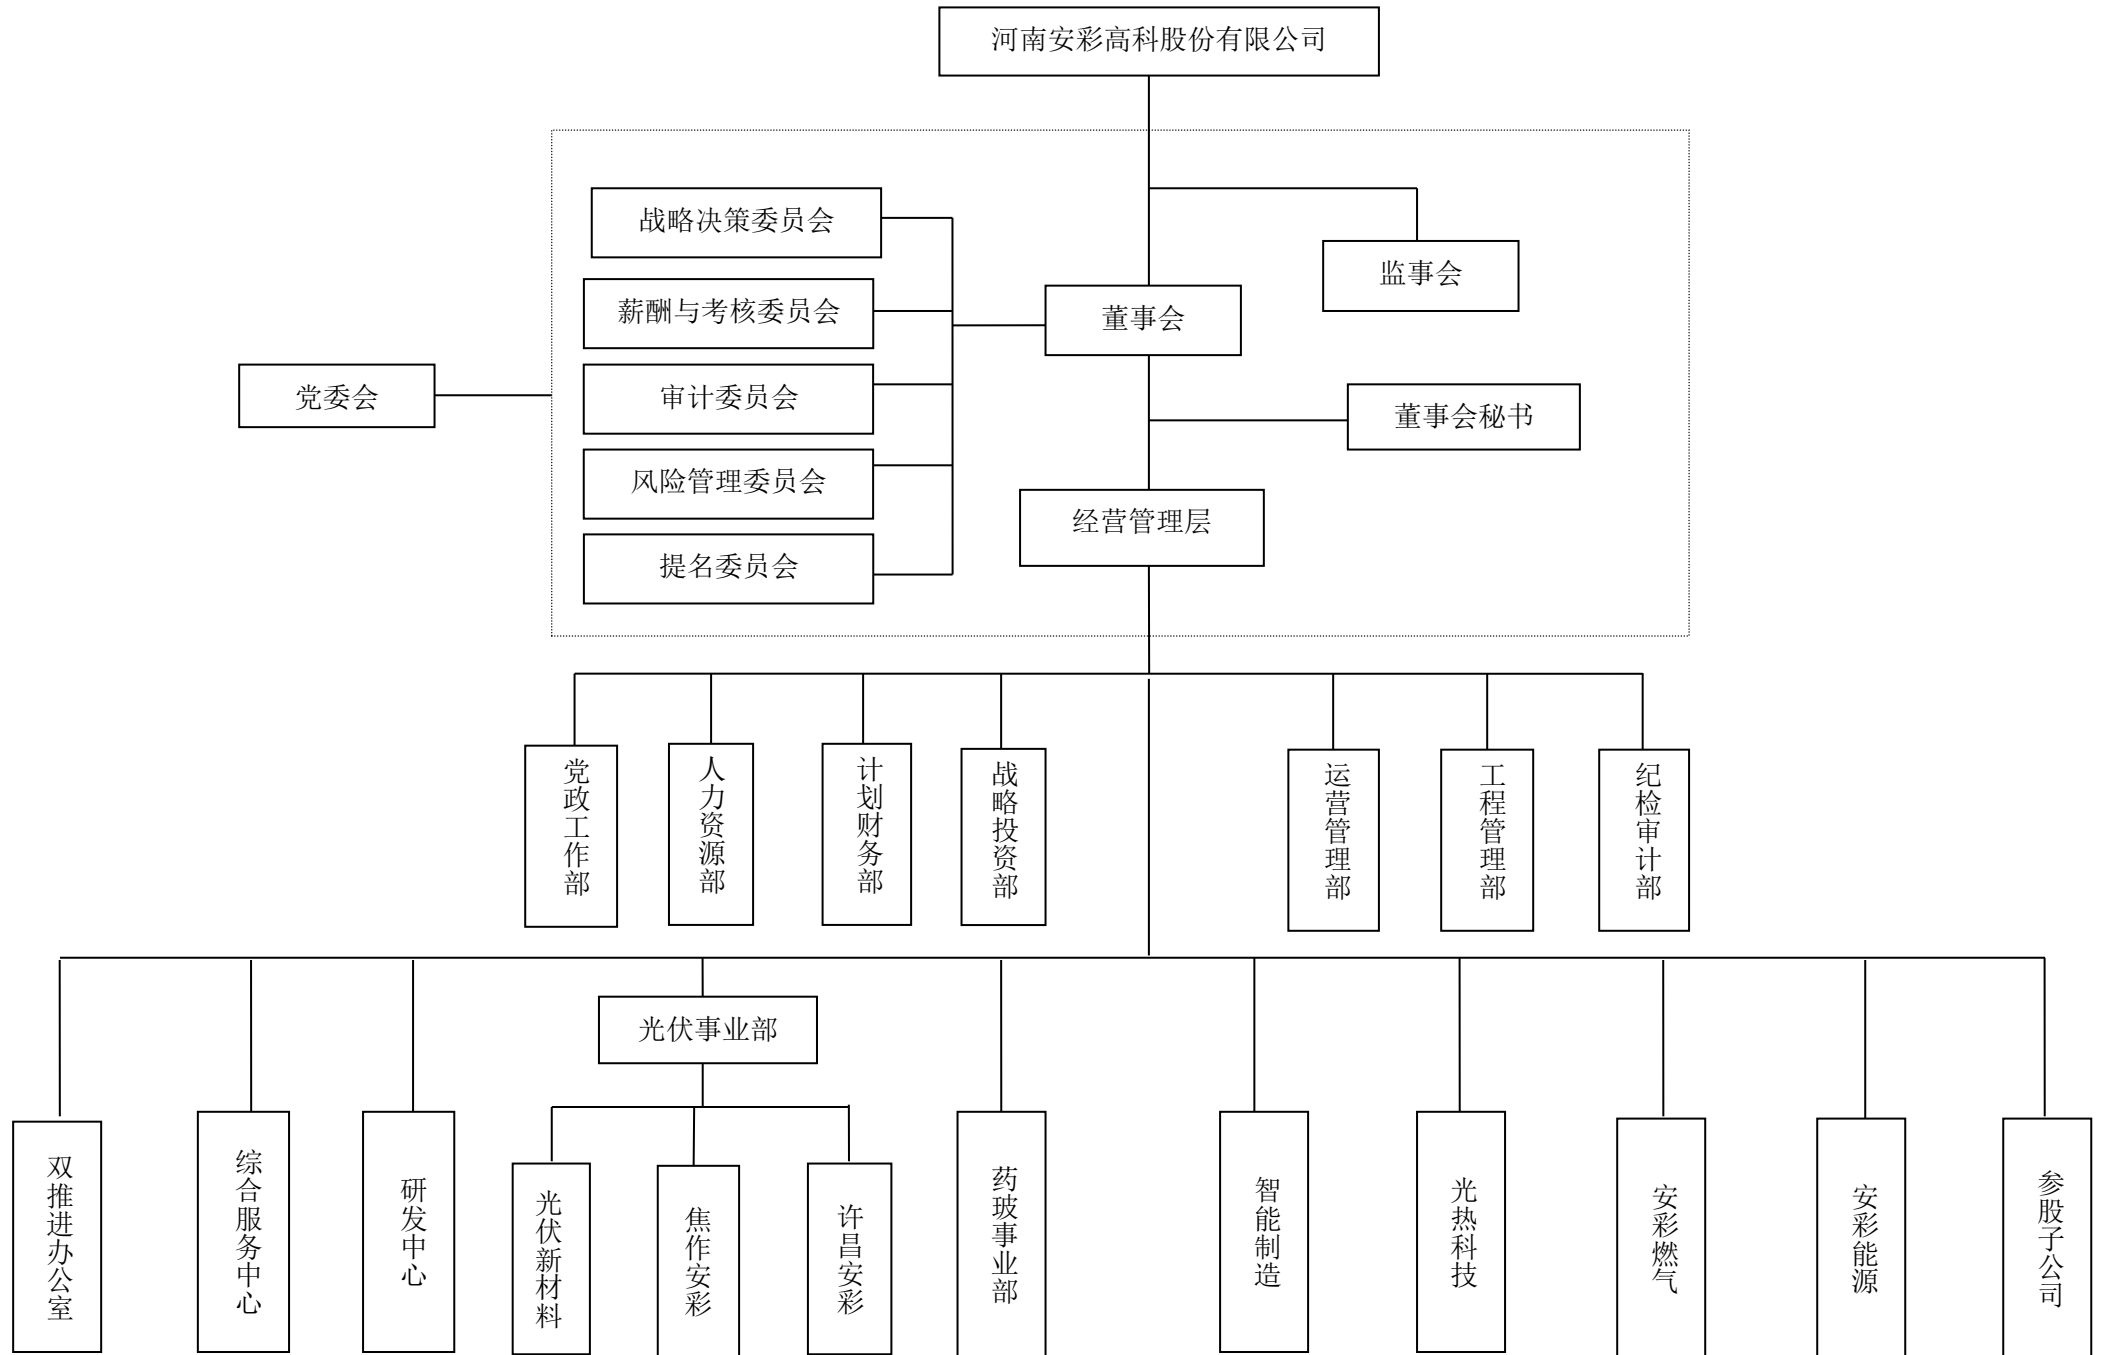 河南安彩高科股份有限公司
战略决策委员会
监事会
薪酬与考核委员会
董事会
党委会
审计委员会
董事会秘书
风险管理委员会
经营管理层
提名委员会
党政工作部
人力资源部
计划财务部
战略投资部
运营管理部
工程管理部
纪检审计部
光伏事业部
双推进办公室
综合服务中心
研发中心
光伏新材料
焦作安彩
许昌安彩
药玻事业部
智能制造
光热科技
安彩燃气
安彩能源
参股子公司